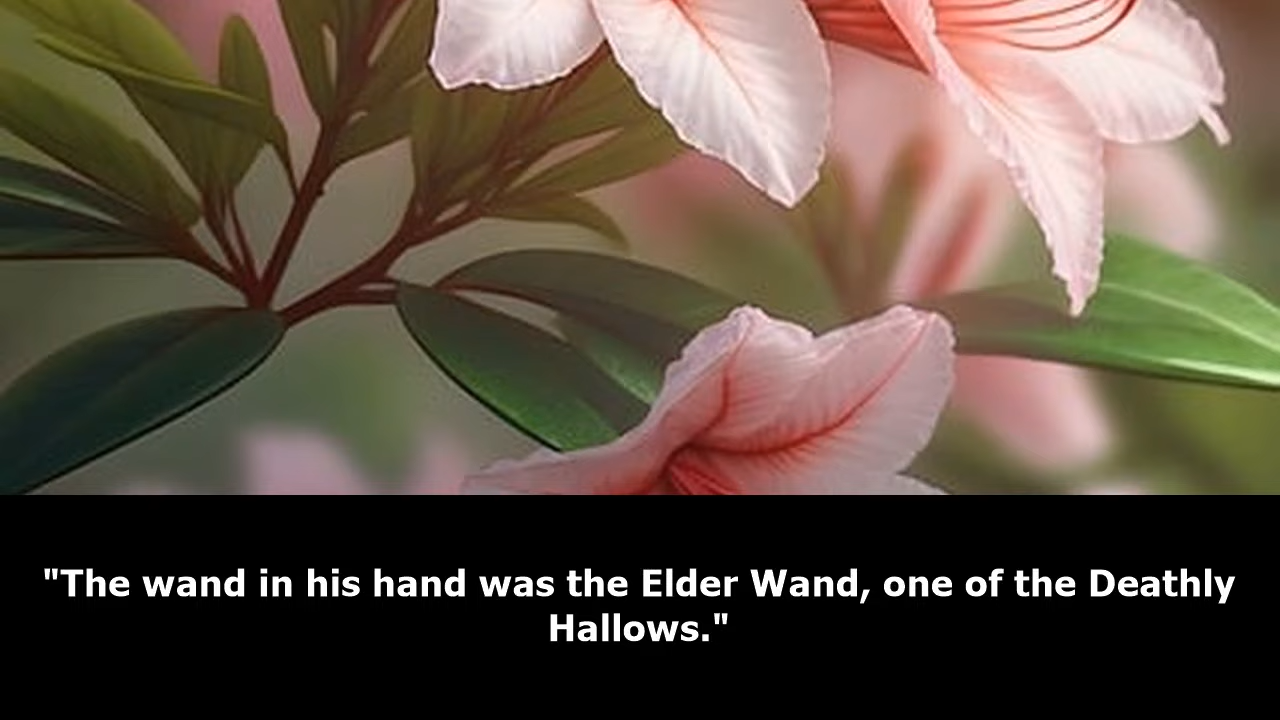 "The wand in his hand was the Elder Wand, one of the Deathly
Hallows."